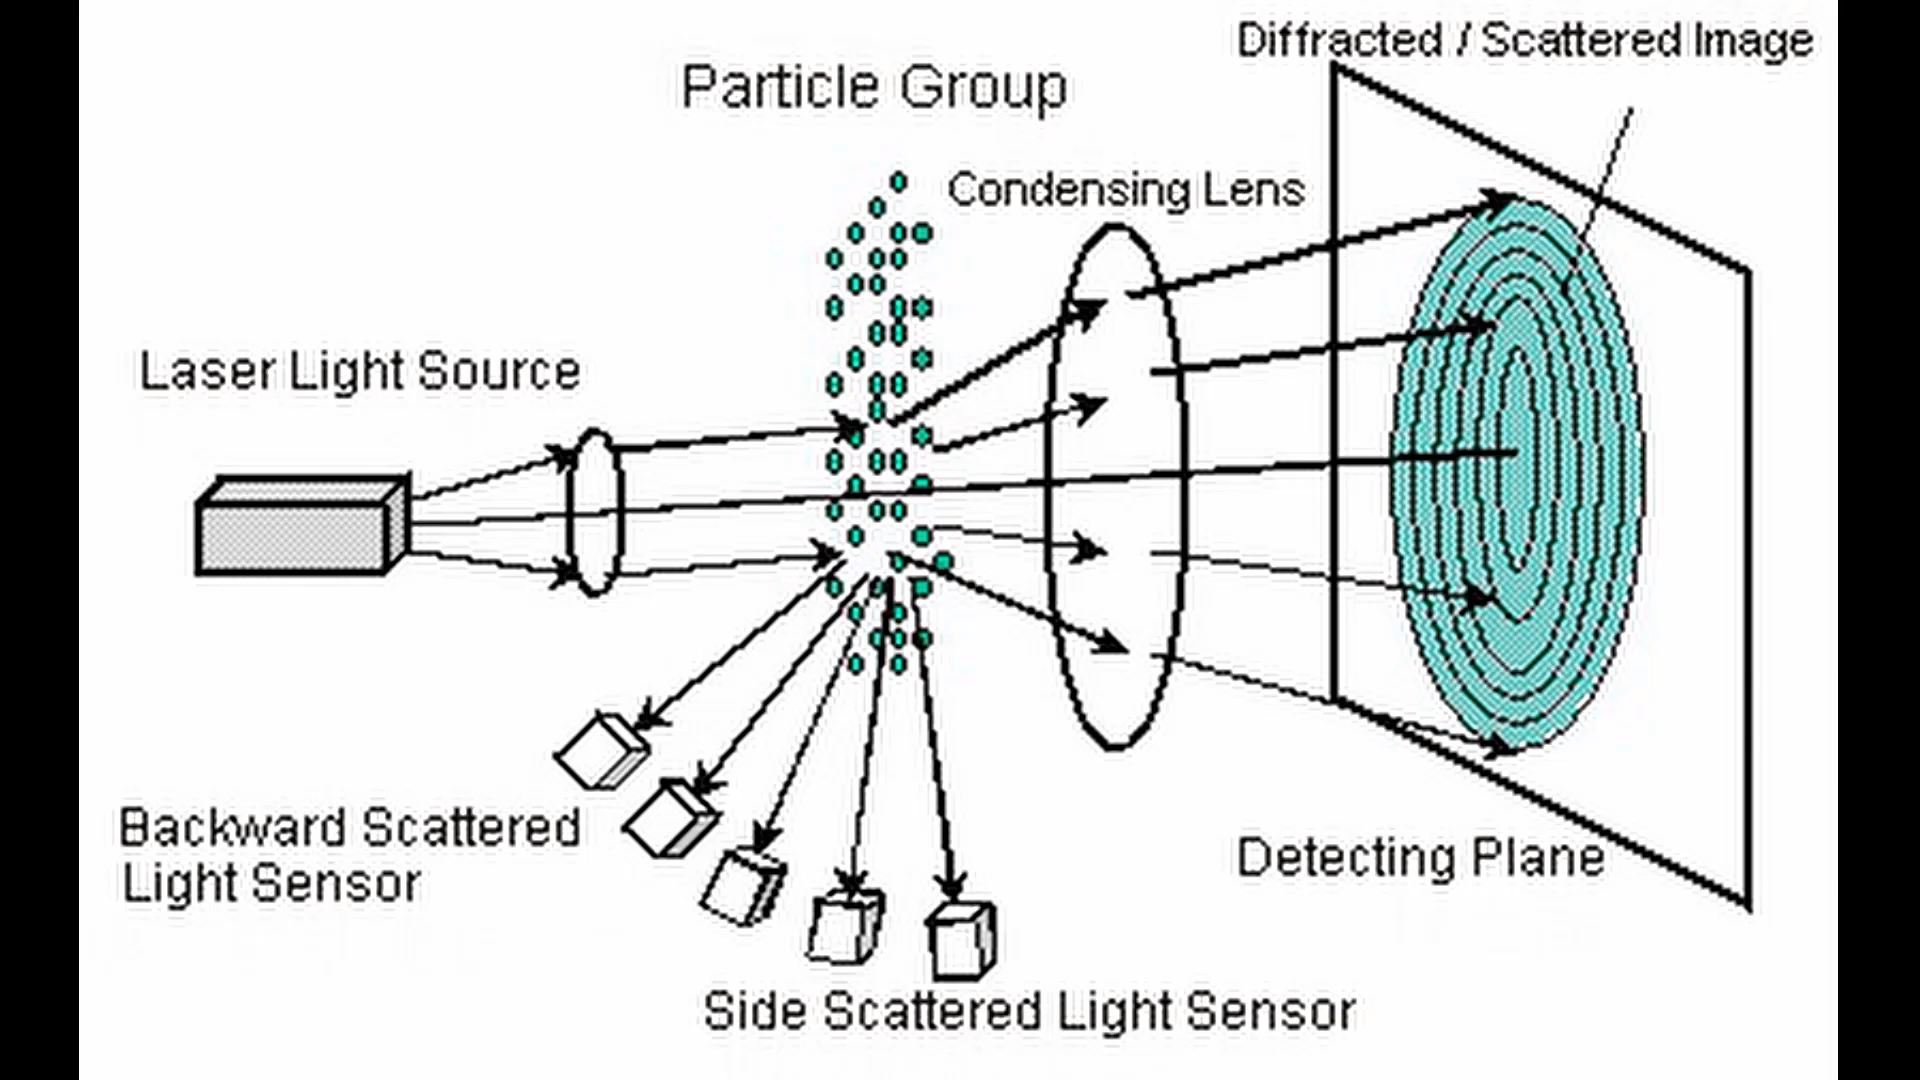 Diffracted / Scattered Image
Particle Group
Condensing Lens
Laser Light Source
Backward Scattered
Light Sensor
Detecting Plane
Side Scattered Light Sensor